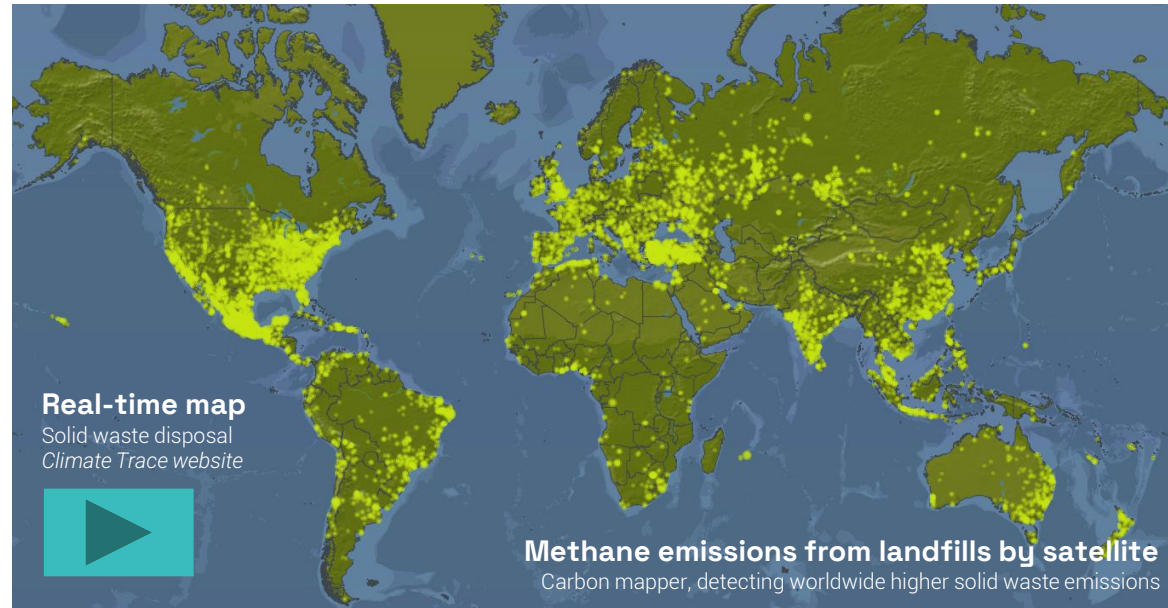 Real-time map
Solid waste disposal
Climate Trace website
Methane emissions from landfills by satellite
Carbon mapper, detecting worldwide higher solid waste emissions